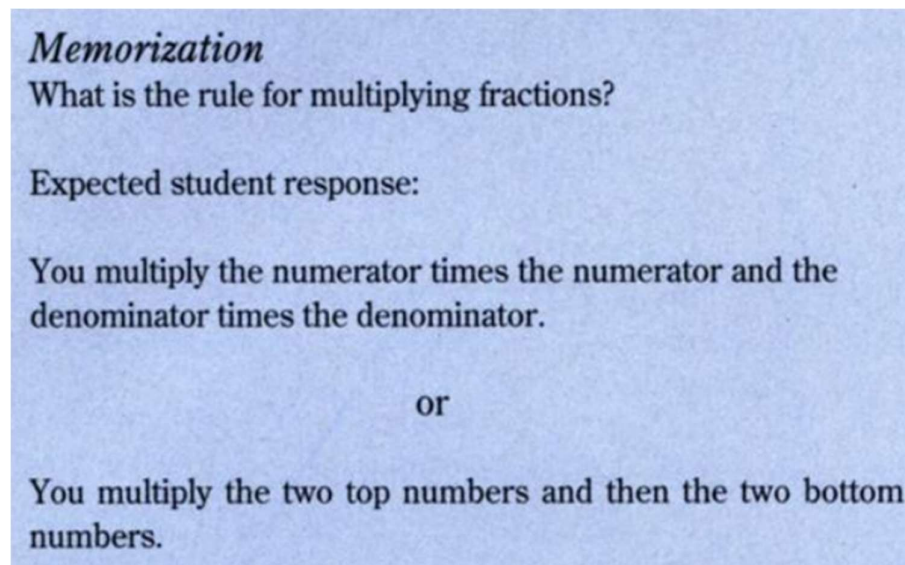 Memorization
What is the rule for multiplying fractions?
Expected student response:
You multiply the numerator times the numerator and the
denominator times the denominator.
or
You multiply the two top numbers and then the two bottom
numbers.